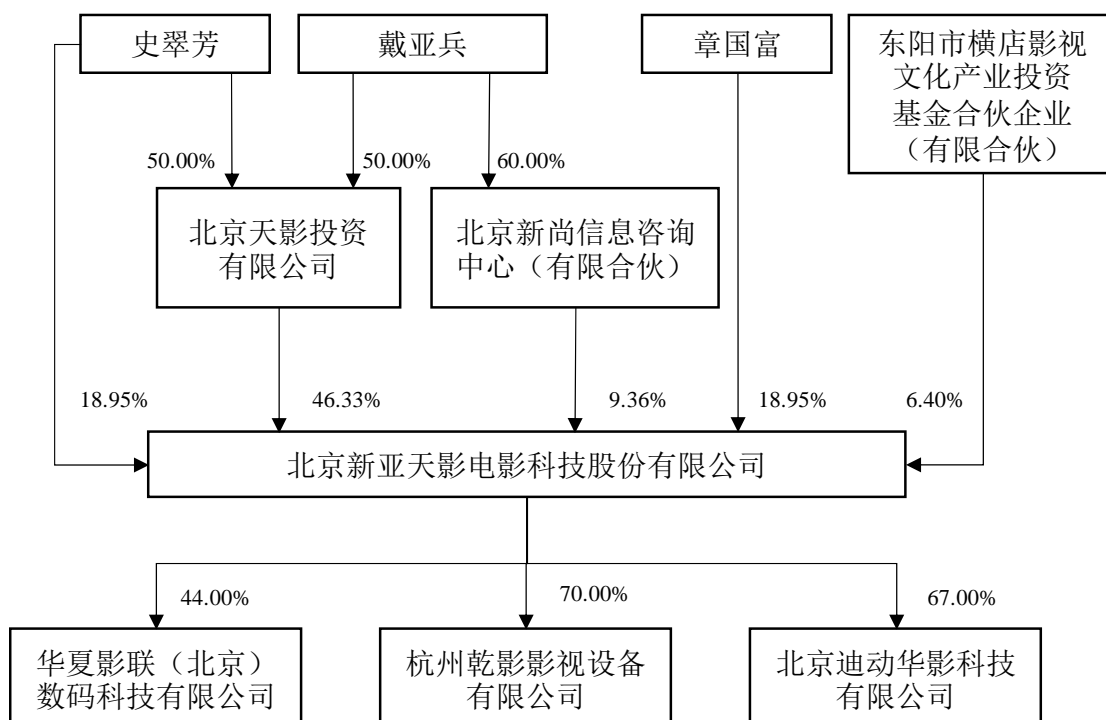 史翠芳
戴亚兵
章国富
东阳市横店影视
文化产业投资
基金合伙企业
（有限合伙）
50.00%
50.00%
60.00%
北京天影投资
有限公司
北京新尚信息咨询
中心（有限合伙）
18.95%
46.33%
9.36%
18.95%
6.40%
北京新亚天影电影科技股份有限公司
44.00%
70.00%
67.00%
华夏影联（北京）
数码科技有限公司
杭州乾影影视设备
有限公司
北京迪动华影科技
有限公司